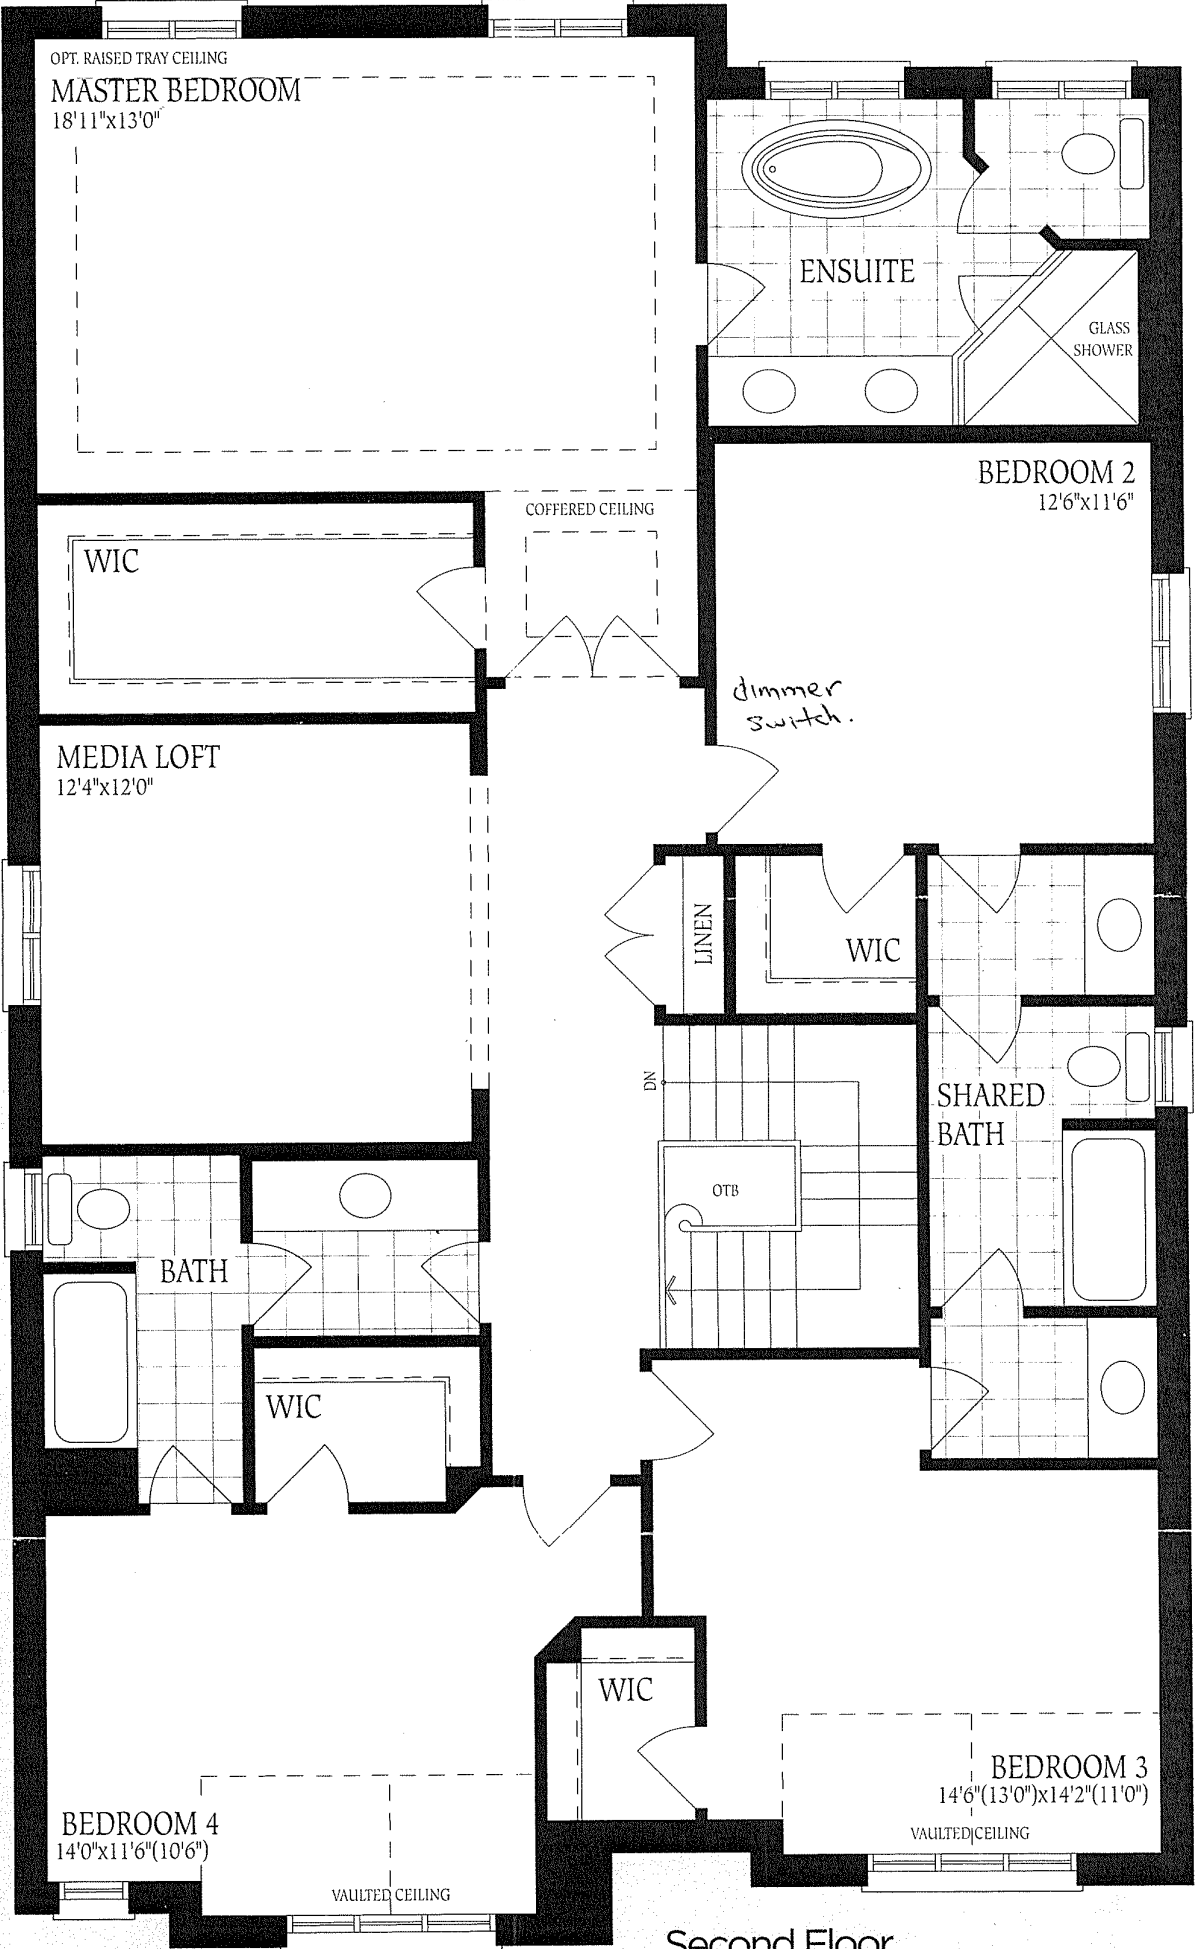 OPT. RAISED TRAY CEILING
MASTER BEDROOM
18'11"x13'0"
ENSUITE
GLASS
SHOWER
BEDROOM 2
12'6"x11'6"
COFFERED CEILING
WIC
dimmer
switch.
MEDIA LOFT
12'4"x12'0"
LINEN
WIC
DN
SHARED
BATH
OTB
BATH
WIC
WIC
BEDROOM 3
14'6"(13'0")x14'2"(11'0")
VAULTED CEILING
BEDROOM 4
14'0"x11'6"(10'6")
VAULTED CEILING
Second Floor